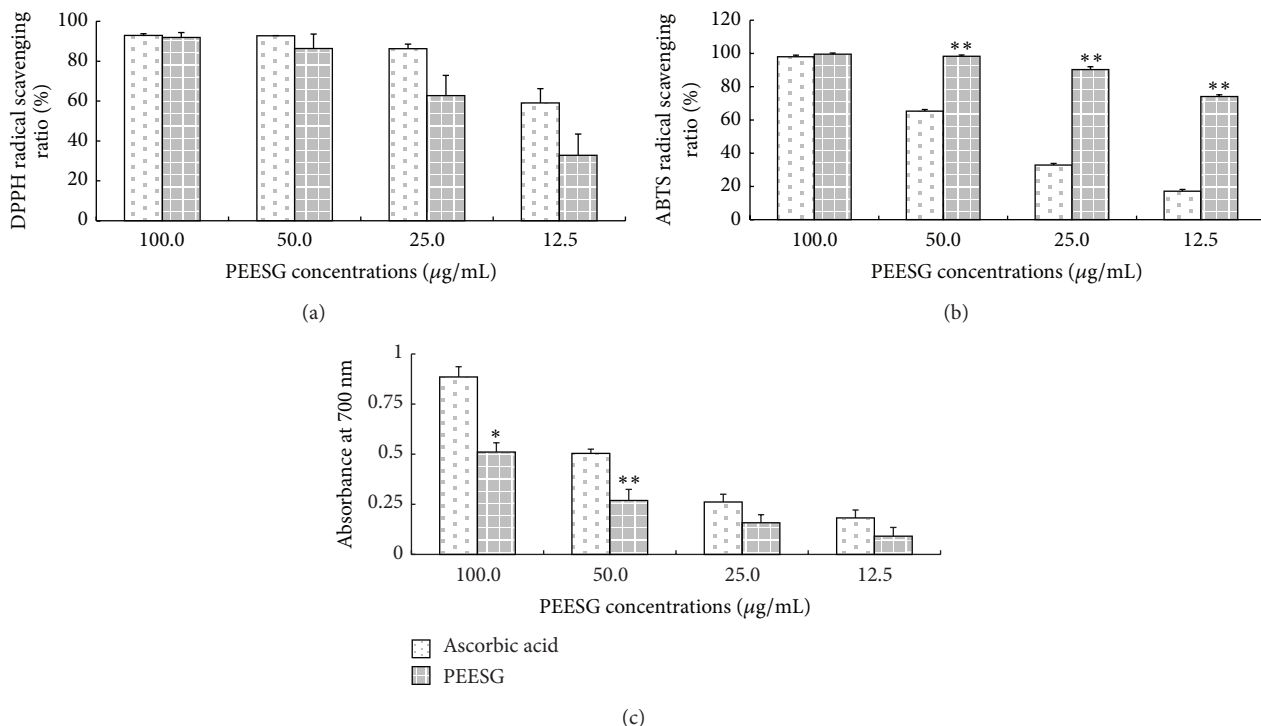 DPPH radical scavenging
ratio (%)
100
80
60
40
20
0
100.0 50.0 25.0 12.5
PEESG concentrations (μg/mL)
(a)
ABTS radical scavenging
ratio (%)
120
100
80
60
40
20
0
** ** **
100.0 50.0 25.0 12.5
PEESG concentrations (μg/mL)
(b)
Absorbance at 700 nm
1
0.75
0.5
0.25
0
* **
100.0 50.0 25.0 12.5
PEESG concentrations (μg/mL)
Ascorbic acid
PEESG
(c)